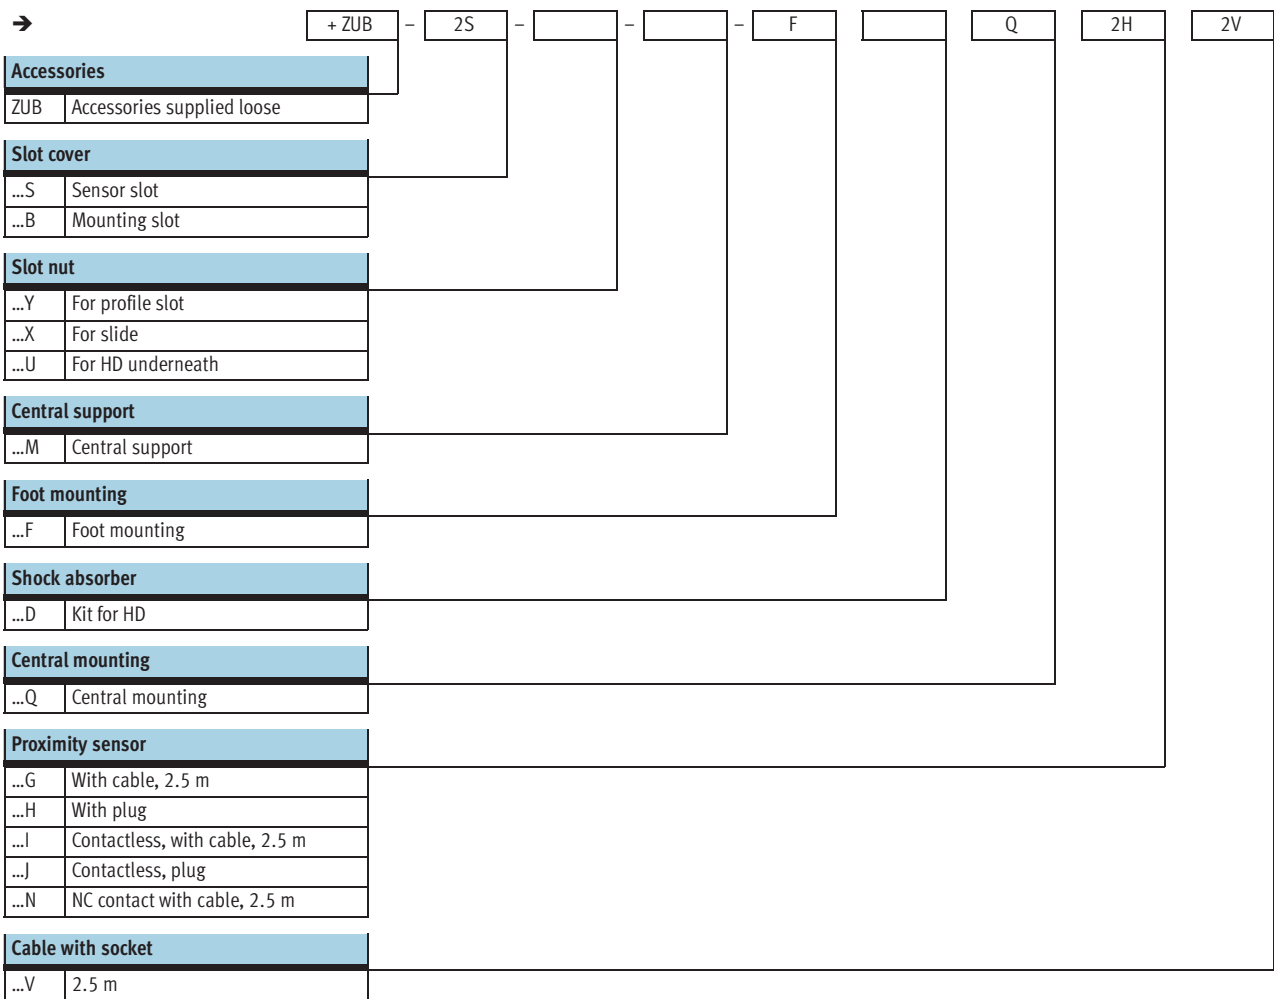 ➔ + ZUB – 2S – – – F Q 2H 2V
Accessories
ZUB Accessories supplied loose
Slot cover
...S Sensor slot
...B Mounting slot
Slot nut
...Y For profile slot
...X For slide
...U For HD underneath
Central support
...M Central support
Foot mounting
...F Foot mounting
Shock absorber
...D Kit for HD
Central mounting
...Q Central mounting
Proximity sensor
...G With cable, 2.5 m
...H With plug
...I Contactless, with cable, 2.5 m
...J Contactless, plug
...N NC contact with cable, 2.5 m
Cable with socket
...V 2.5 m